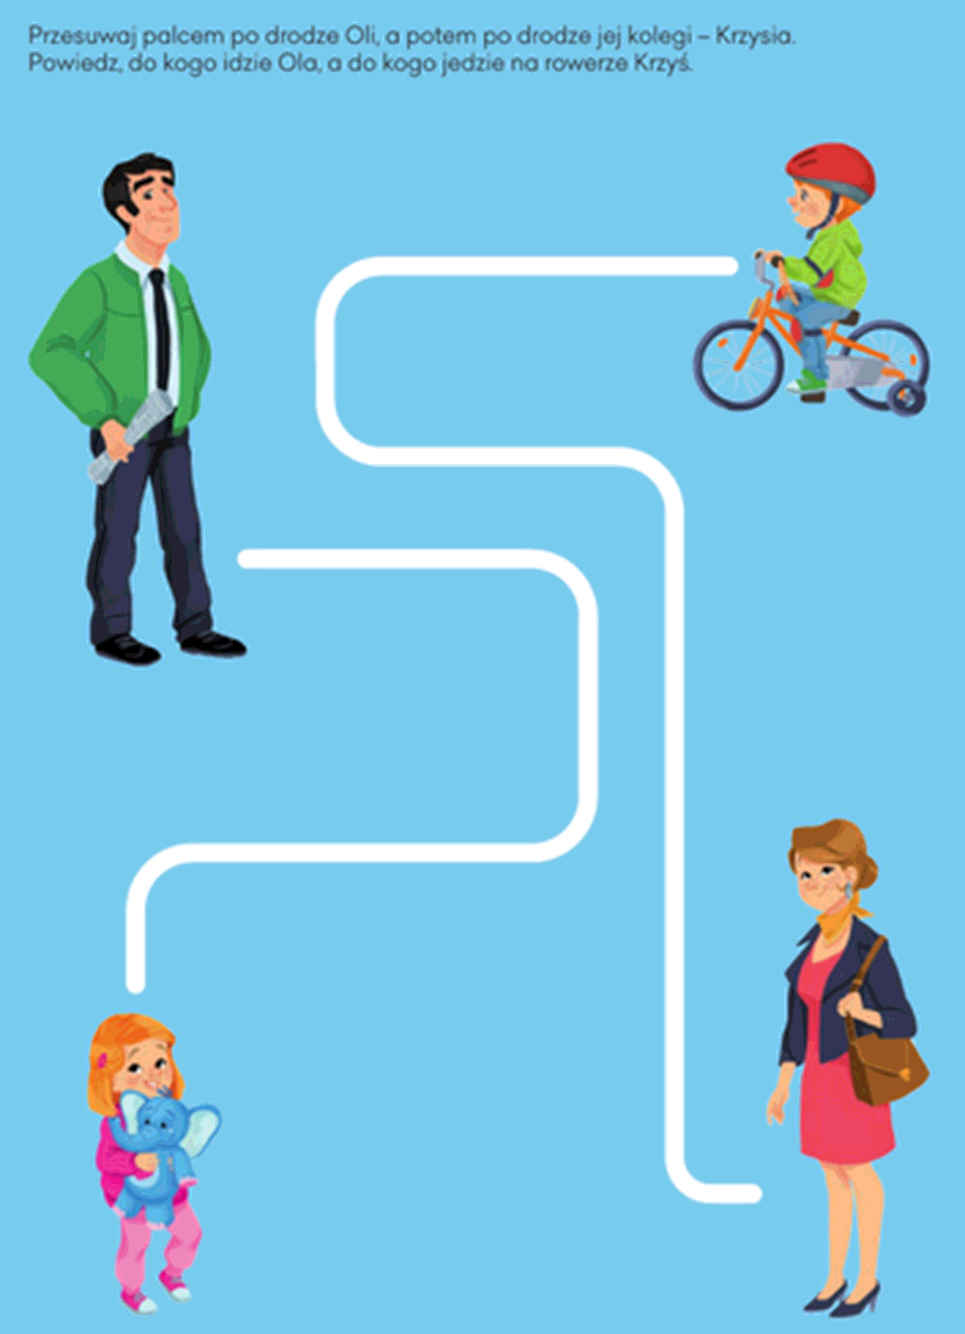 Przesuwaj palcem po drodze Oli, a potem po drodze jej kolegi – Krzysia.
Powiedz, do kogo idzie Ola, a do kogo jedzie na rowerze Krzyś.